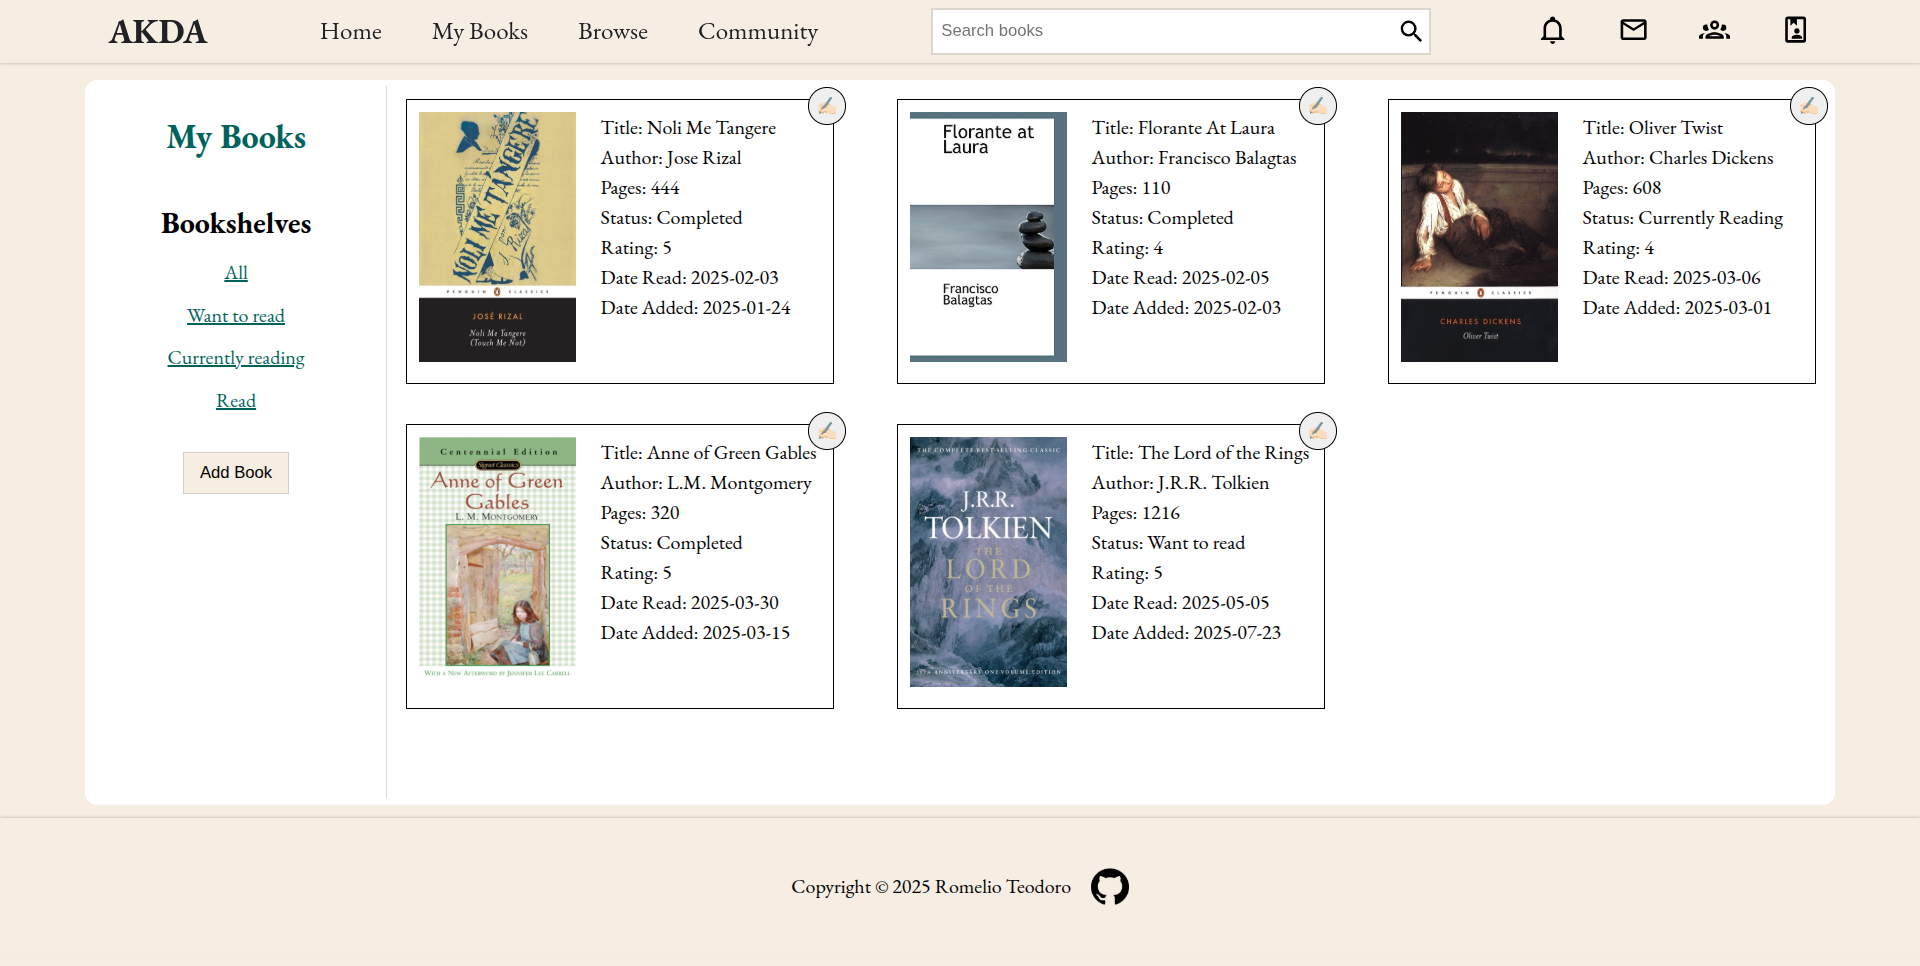 AKDA
Home
My Books
Browse
Community
Search books
My Books
Bookshelves
All
Want to read
Currently reading
Read
Add Book
NOLI ME TANGERE
PENGUIN CLASSICS
JOSÉ RIZAL
Noli Me Tangere
(Touch Me Not)
Title: Noli Me Tangere
Author: Jose Rizal
Pages: 444
Status: Completed
Rating: 5
Date Read: 2025-02-03
Date Added: 2025-01-24
Florante at
Laura
Francisco
Balagtas
Title: Florante At Laura
Author: Francisco Balagtas
Pages: 110
Status: Completed
Rating: 4
Date Read: 2025-02-05
Date Added: 2025-02-03
PENGUIN CLASSICS
CHARLES DICKENS
Oliver Twist
Title: Oliver Twist
Author: Charles Dickens
Pages: 608
Status: Currently Reading
Rating: 4
Date Read: 2025-03-06
Date Added: 2025-03-01
Centennial Edition
Signet Classics
Anne of Green
Gables
L. M. MONTGOMERY
WITH A NEW AFTERWORD BY JENNIFER LEE CARRELL
Title: Anne of Green Gables
Author: L.M. Montgomery
Pages: 320
Status: Completed
Rating: 5
Date Read: 2025-03-30
Date Added: 2025-03-15
THE COMPLETE BEST-SELLING CLASSIC
J.R.R.
TOLKIEN
THE
LORD
OF THE
RINGS
ANNIVERSARY ONE VOLUME EDITION
Title: The Lord of the Rings
Author: J.R.R. Tolkien
Pages: 1216
Status: Want to read
Rating: 5
Date Read: 2025-05-05
Date Added: 2025-07-23
Copyright © 2025 Romelio Teodoro